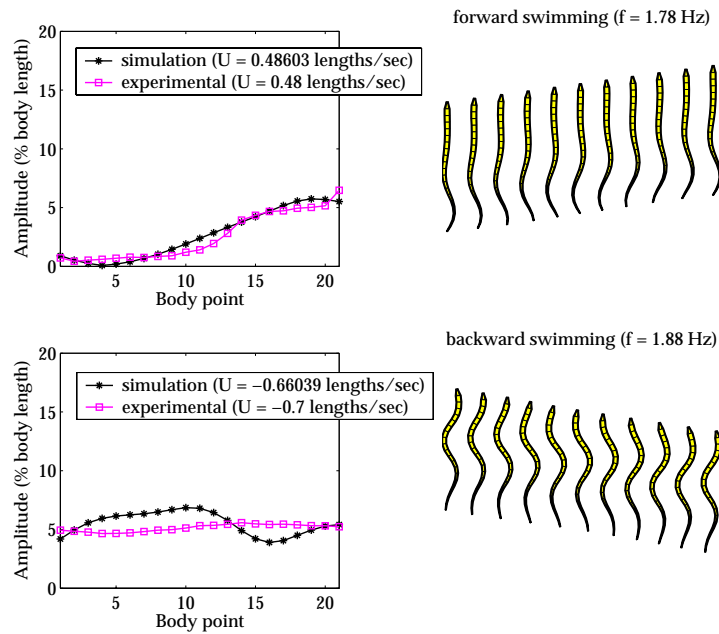 forward swimming (f = 1.78 Hz)
20
15
10
5
0
Amplitude (% body length)
simulation (U = 0.48603 lengths/sec)
experimental (U = 0.48 lengths/sec)
5
10
15
20
Body point
backward swimming (f = 1.88 Hz)
20
15
10
5
0
Amplitude (% body length)
simulation (U = −0.66039 lengths/sec)
experimental (U = −0.7 lengths/sec)
5
10
15
20
Body point